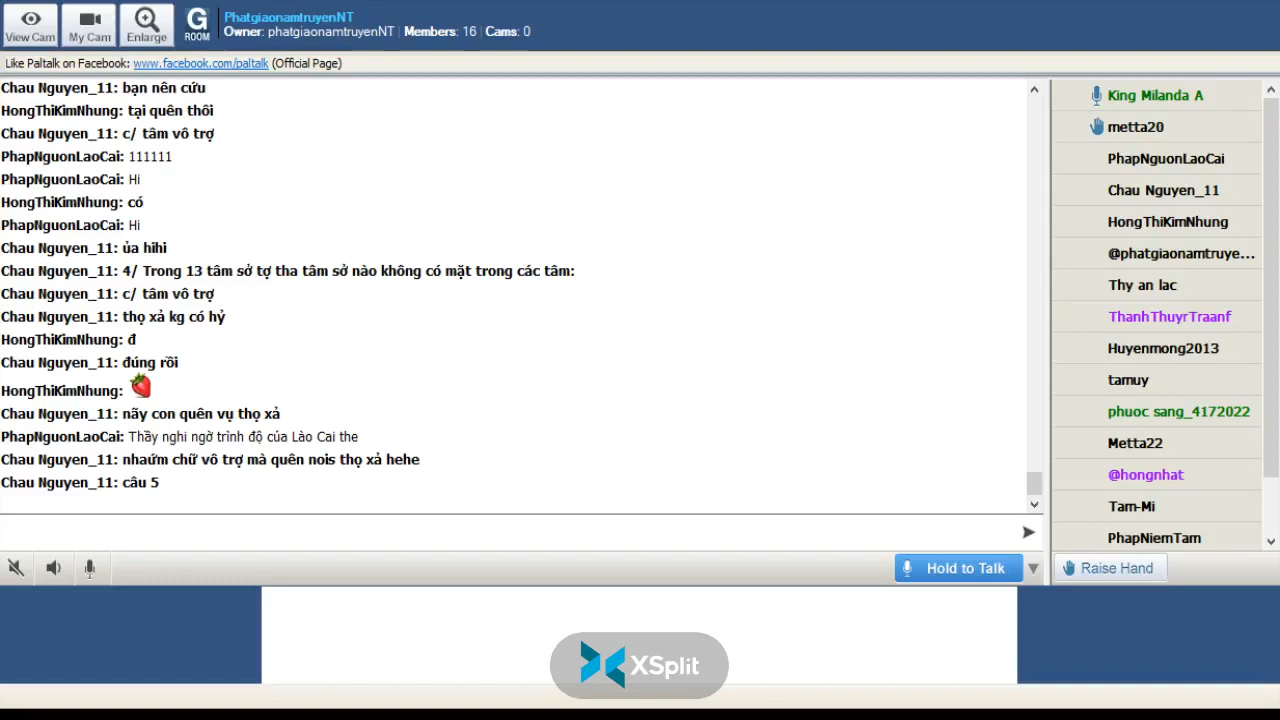 View Cam
My Cam
Enlarge
G
ROOM
PhatgiaonamtruyenNT
Owner: phatgiaonamtruyenNT Members: 16 Cams: 0
Like Paltalk on Facebook: www.facebook.com/paltalk (Official Page)
Chau Nguyen_11: bạn nên cứu
HongThiKimNhung: tại quên thôi
Chau Nguyen_11: c/ tâm vô trợ
PhapNguonLaoCai: 111111
PhapNguonLaoCai: Hi
HongThiKimNhung: có
PhapNguonLaoCai: Hi
Chau Nguyen_11: ủa hihi
Chau Nguyen_11: 4/ Trong 13 tâm sở tợ tha tâm sở nào không có mặt trong các tâm:
Chau Nguyen_11: c/ tâm vô trợ
Chau Nguyen_11: thọ xả kg có hỷ
HongThiKimNhung: đ
Chau Nguyen_11: đúng rồi
HongThiKimNhung:
Chau Nguyen_11: nãy con quên vụ thọ xả
PhapNguonLaoCai: Thầy nghi ngờ trình độ của Lào Cai the
Chau Nguyen_11: nhaứm chữ vô trợ mà quên nois thọ xả hehe
Chau Nguyen_11: câu 5
King Milanda A
metta20
PhapNguonLaoCai
Chau Nguyen_11
HongThiKimNhung
@phatgiaonamtruye...
Thy an lac
ThanhThuyrTraanf
Huyenmong2013
tamuy
phuoc sang_4172022
Metta22
@hongnhat
Tam-Mi
PhapNiemTam
Hold to Talk
Raise Hand
XSplit